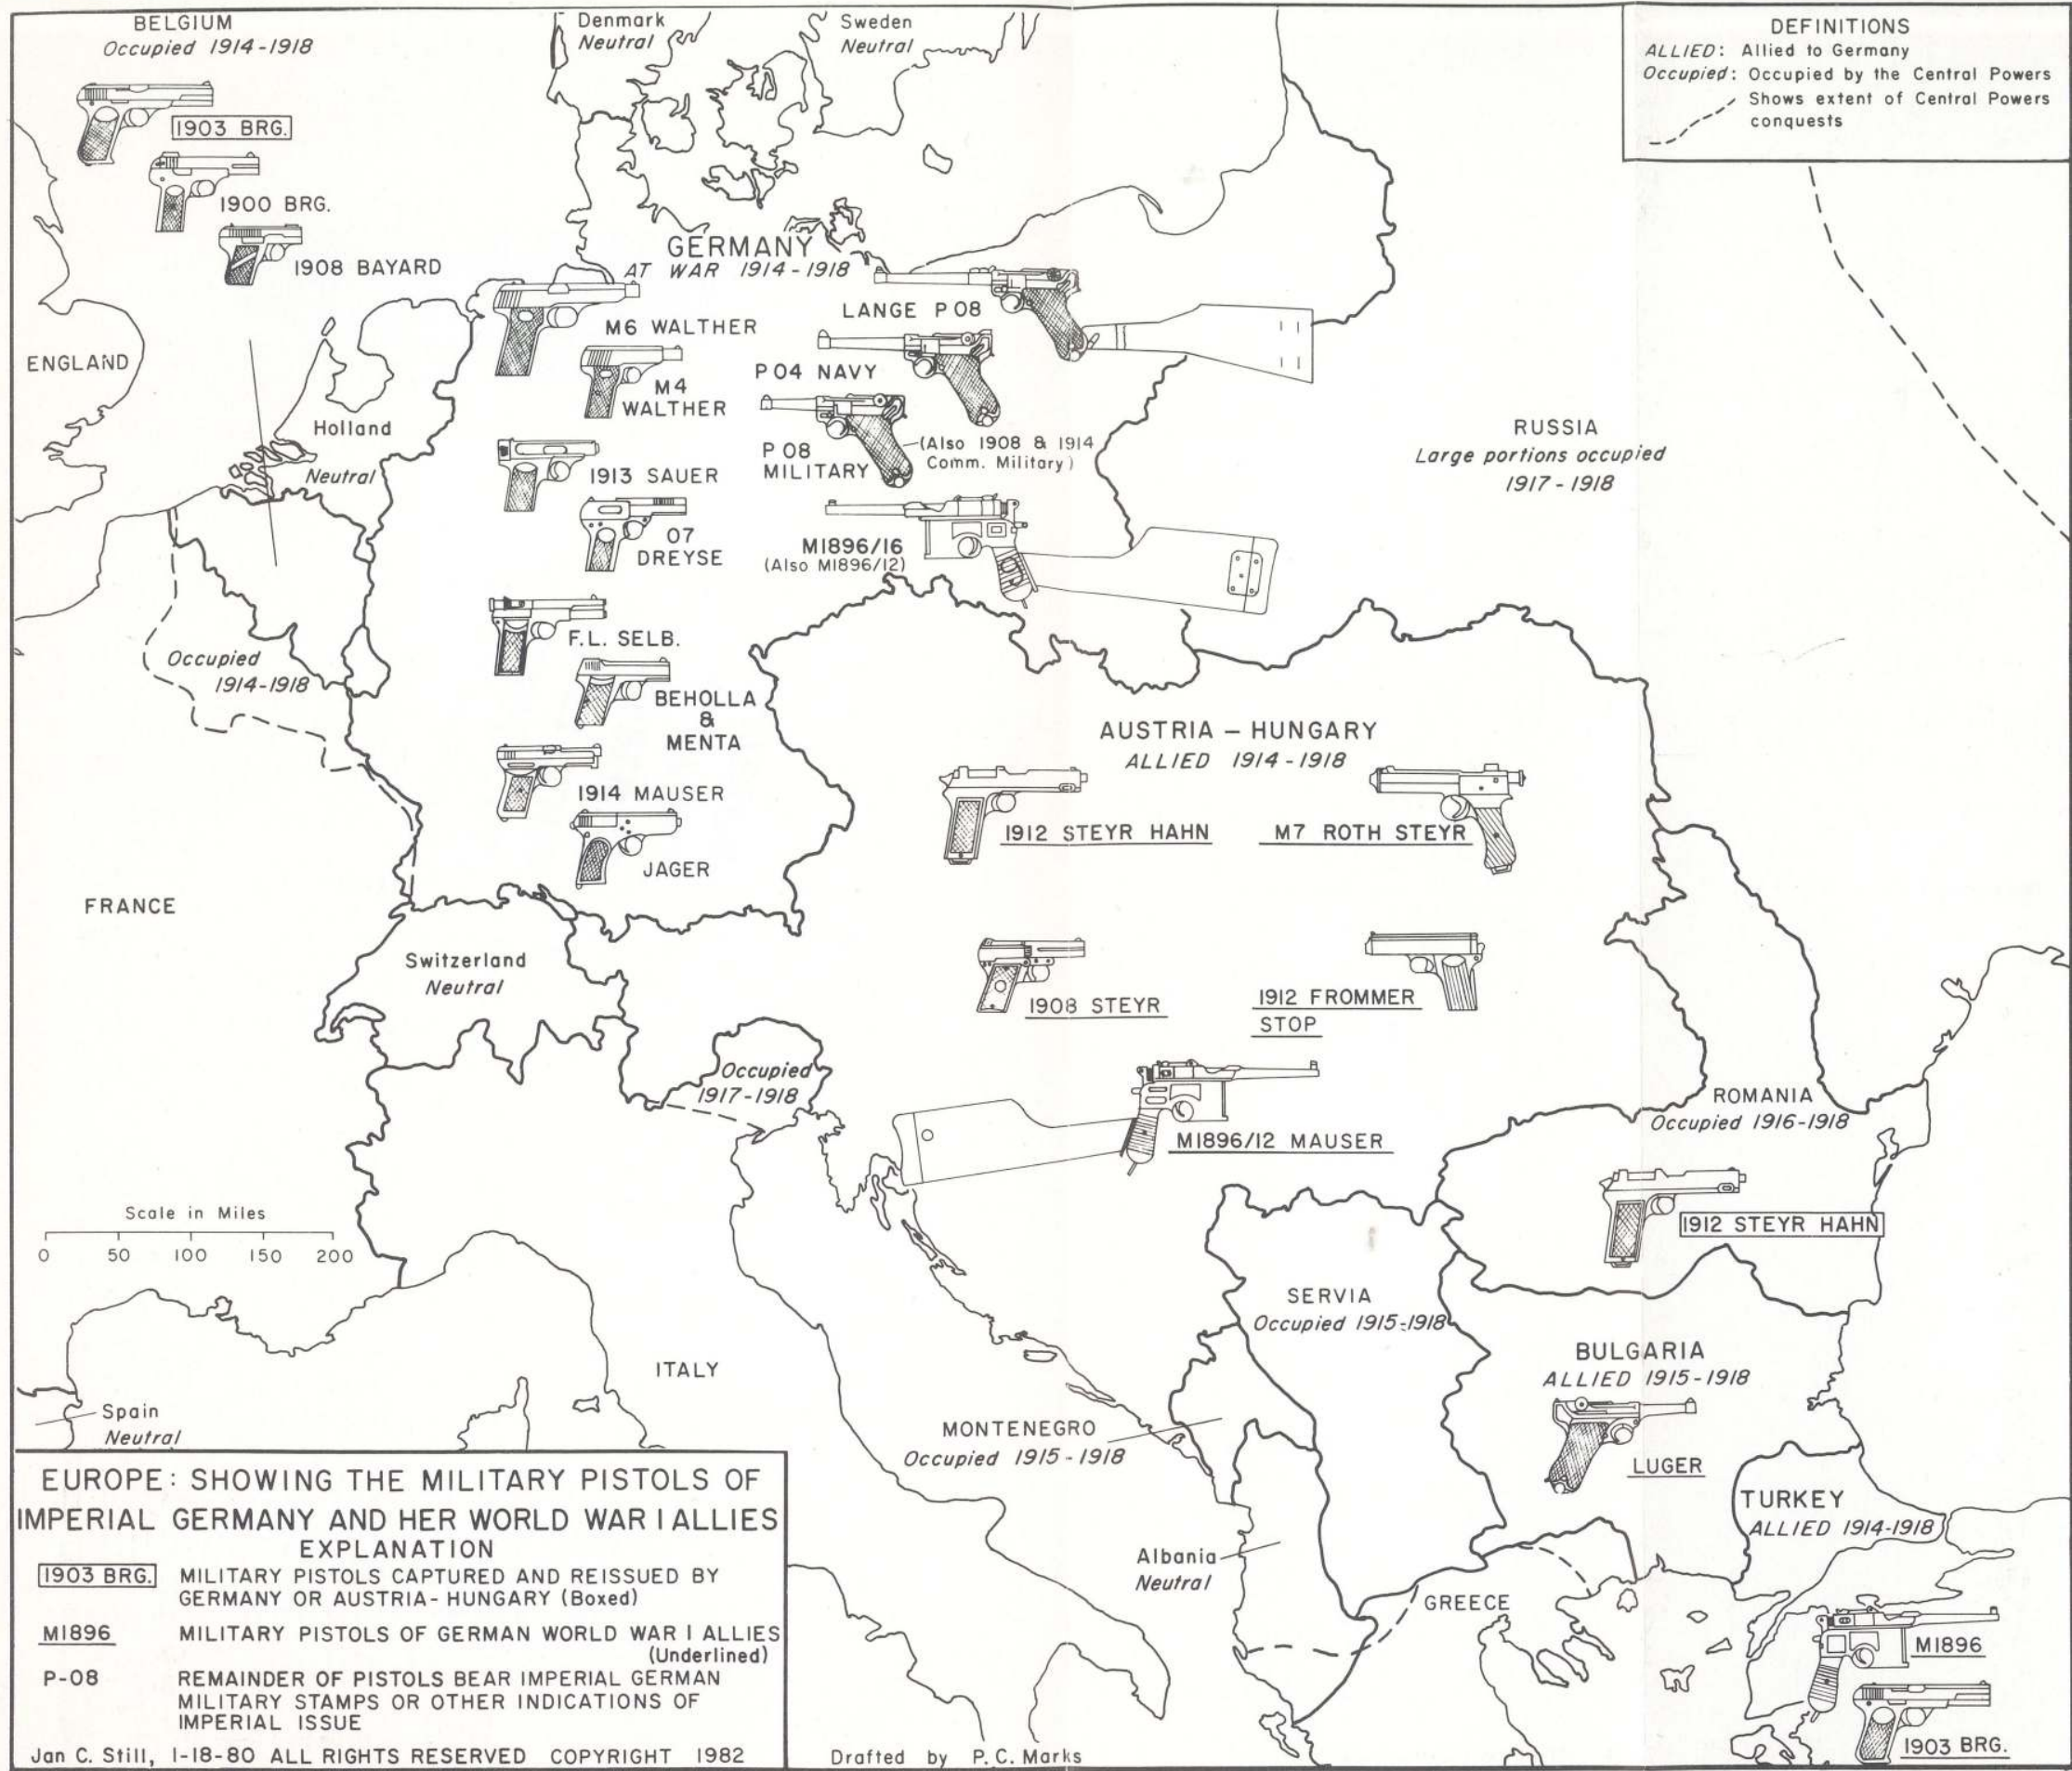 BELGIUM
Occupied 1914-1918
1903 BRG.
1900 BRG.
1908 BAYARD
Denmark
Neutral
Sweden
Neutral
DEFINITIONS
ALLIED: Allied to Germany
Occupied: Occupied by the Central Powers
Shows extent of Central Powers
conquests
GERMANY
AT WAR 1914-1918
M6 WALTHER
M4
WALTHER
1913 SAUER
07
DREYSE
F.L. SELB.
BEHOLLA
&
MENTA
1914 MAUSER
JAGER
LANGE P 08
P 04 NAVY
P 08
MILITARY
(Also 1908 & 1914
Comm. Military)
M1896/16
(Also M1896/12)
ENGLAND
Holland
Neutral
Occupied
1914-1918
RUSSIA
Large portions occupied
1917-1918
AUSTRIA - HUNGARY
ALLIED 1914-1918
1912 STEYR HAHN
M7 ROTH STEYR
1908 STEYR
1912 FROMMER
STOP
M1896/12 MAUSER
FRANCE
Switzerland
Neutral
Occupied
1917-1918
ROMANIA
Occupied 1916-1918
1912 STEYR HAHN
Scale in Miles
0 50 100 150 200
SERVIA
Occupied 1915-1918
BULGARIA
ALLIED 1915-1918
LUGER
ITALY
Spain
Neutral
MONTENEGRO
Occupied 1915-1918
Albania
Neutral
GREECE
TURKEY
ALLIED 1914-1918
M1896
1903 BRG.
EUROPE: SHOWING THE MILITARY PISTOLS OF
IMPERIAL GERMANY AND HER WORLD WAR I ALLIES
EXPLANATION
1903 BRG. MILITARY PISTOLS CAPTURED AND REISSUED BY
GERMANY OR AUSTRIA-HUNGARY (Boxed)
M1896 MILITARY PISTOLS OF GERMAN WORLD WAR I ALLIES
(Underlined)
P-08 REMAINDER OF PISTOLS BEAR IMPERIAL GERMAN
MILITARY STAMPS OR OTHER INDICATIONS OF
IMPERIAL ISSUE
Jan C. Still, 1-18-80 ALL RIGHTS RESERVED COPYRIGHT 1982
Drafted by P.C. Marks